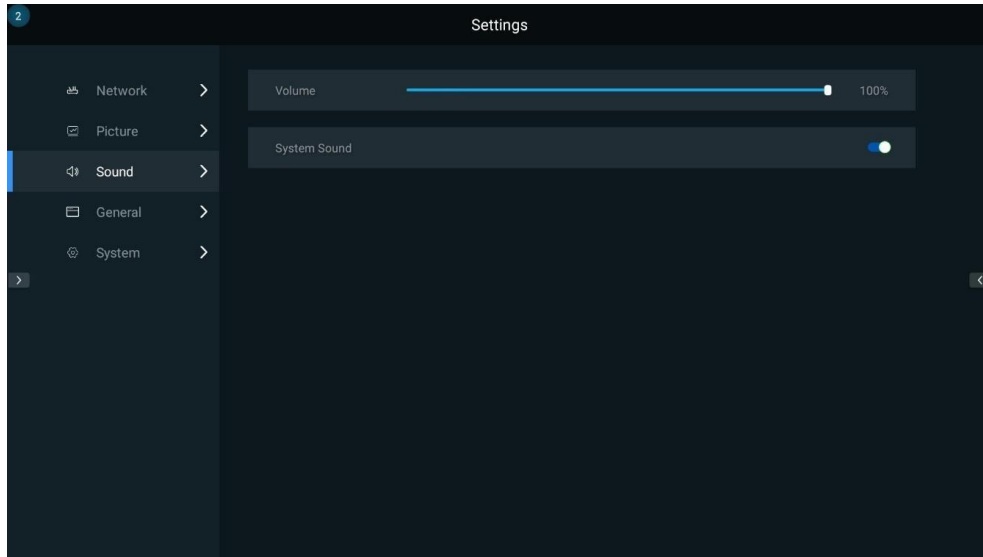 2
Settings
Network
Picture
Sound
General
System
Volume 100%
System Sound